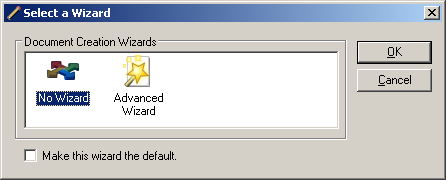 Select a Wizard
Document Creation Wizards
OK
No Wizard
Advanced
Wizard
Cancel
Make this wizard the default.